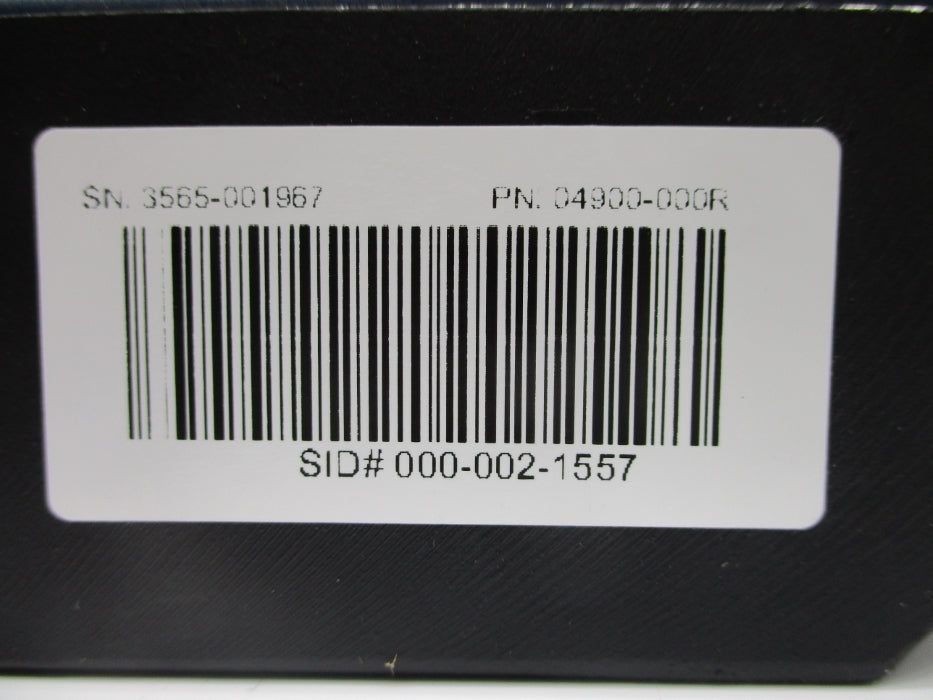 SN. 3565-001967 PN. 04900-000R
SID# 000-002-1557